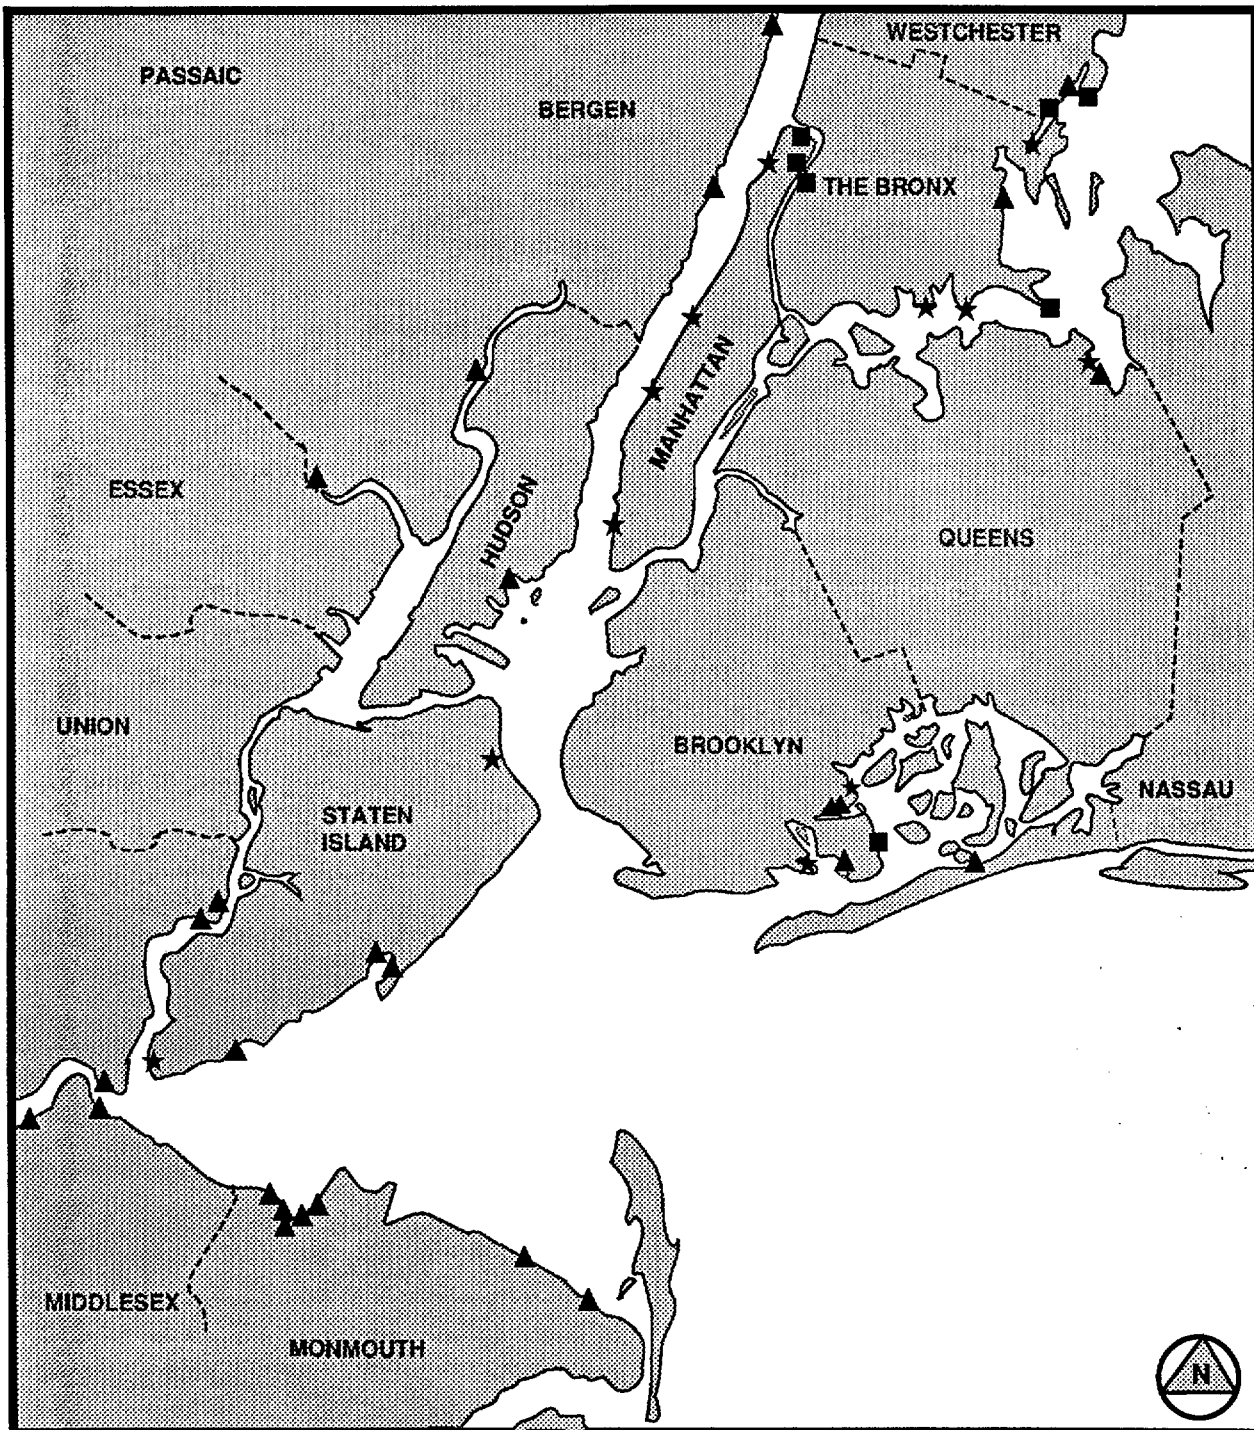 WESTCHESTER
PASSAIC
BERGEN
THE BRONX
MANHATTAN
ESSEX
HUDSON
QUEENS
UNION
BROOKLYN
NASSAU
STATEN
ISLAND
MIDDLESEX
MONMOUTH
N